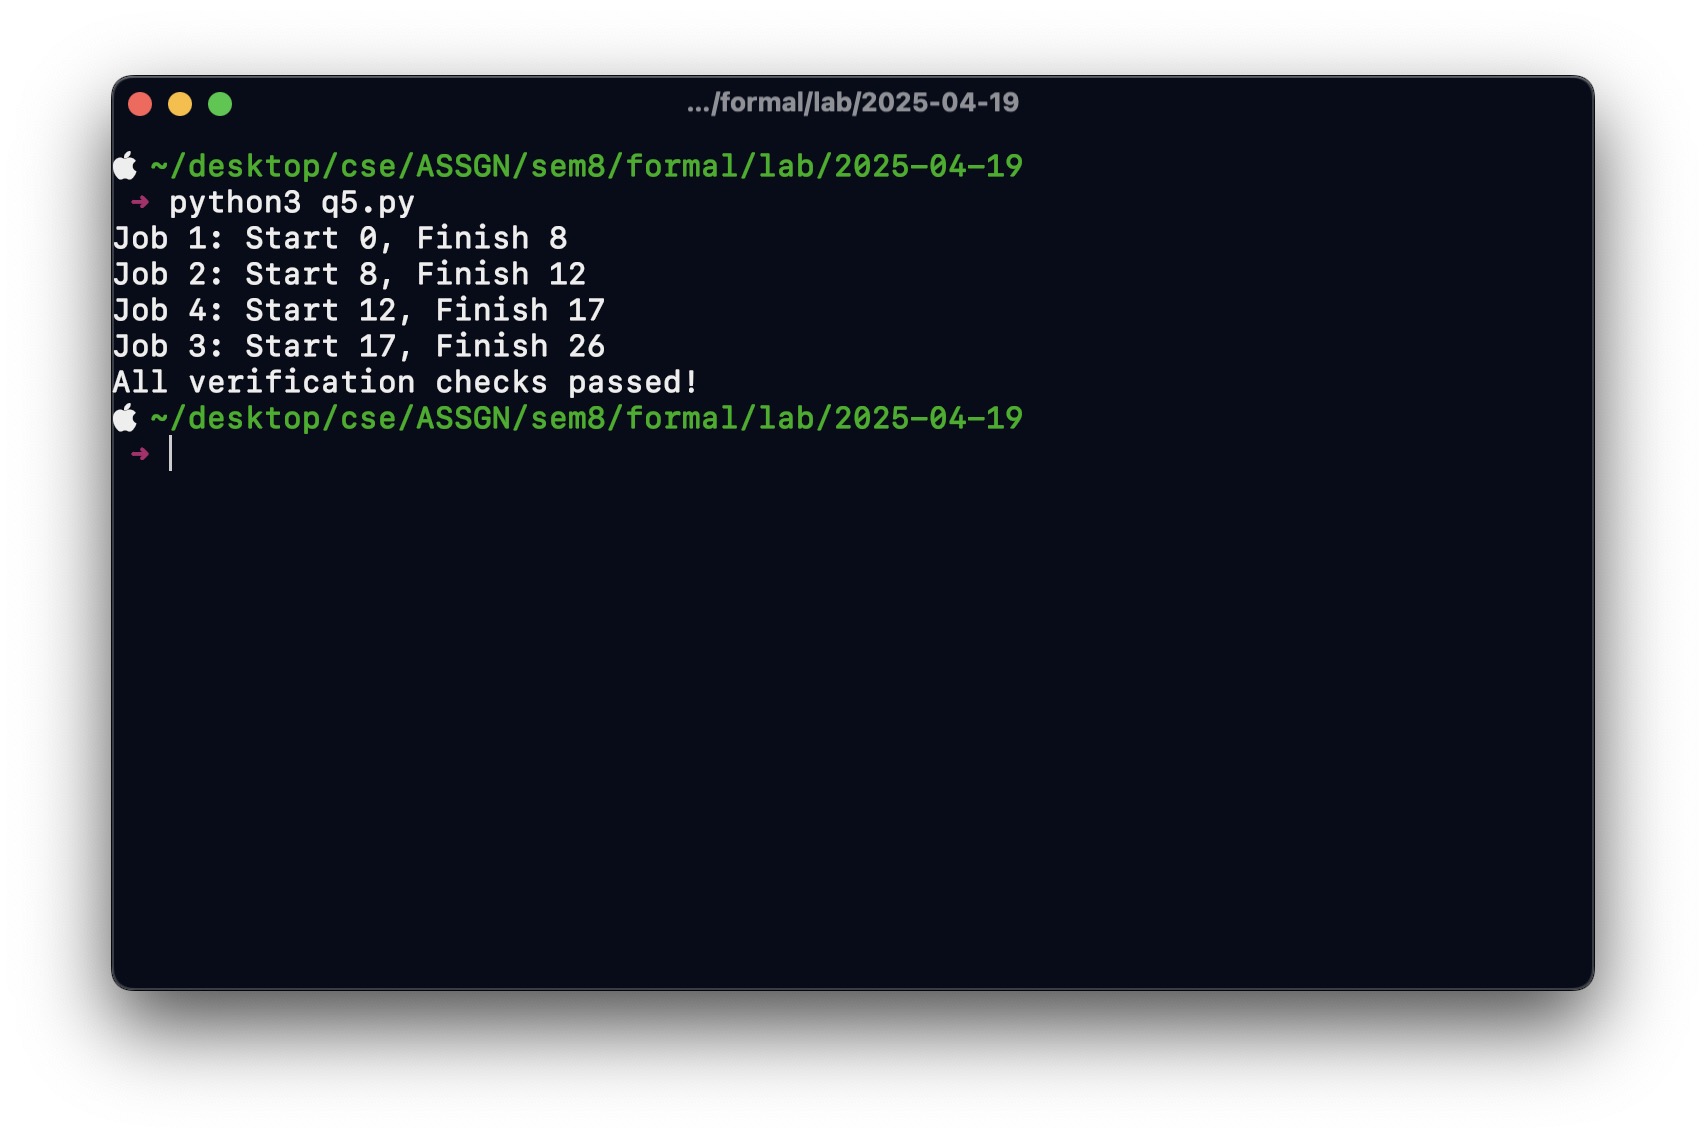 .../formal/lab/2025-04-19
~/desktop/cse/ASSGN/sem8/formal/lab/2025-04-19
➜ python3 q5.py
Job 1: Start 0, Finish 8
Job 2: Start 8, Finish 12
Job 4: Start 12, Finish 17
Job 3: Start 17, Finish 26
All verification checks passed!
~/desktop/cse/ASSGN/sem8/formal/lab/2025-04-19
➜